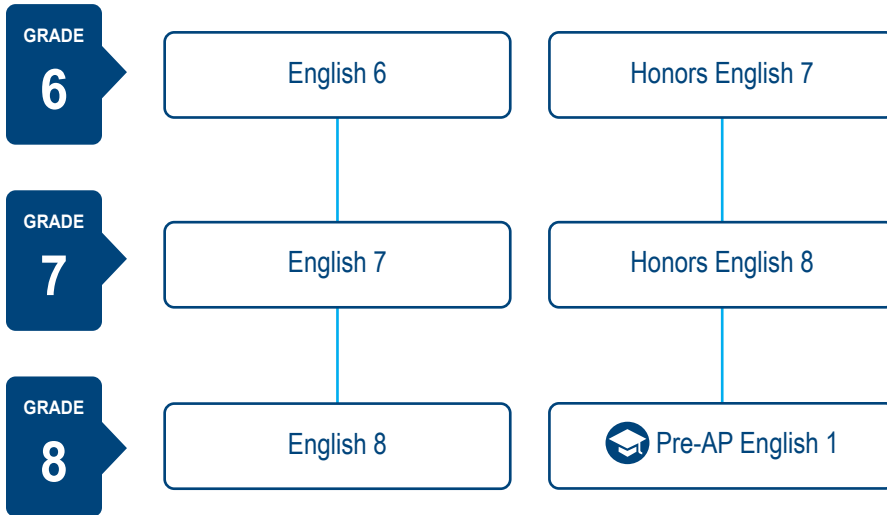 GRADE
6
English 6
Honors English 7
GRADE
7
English 7
Honors English 8
GRADE
8
English 8
Pre-AP English 1